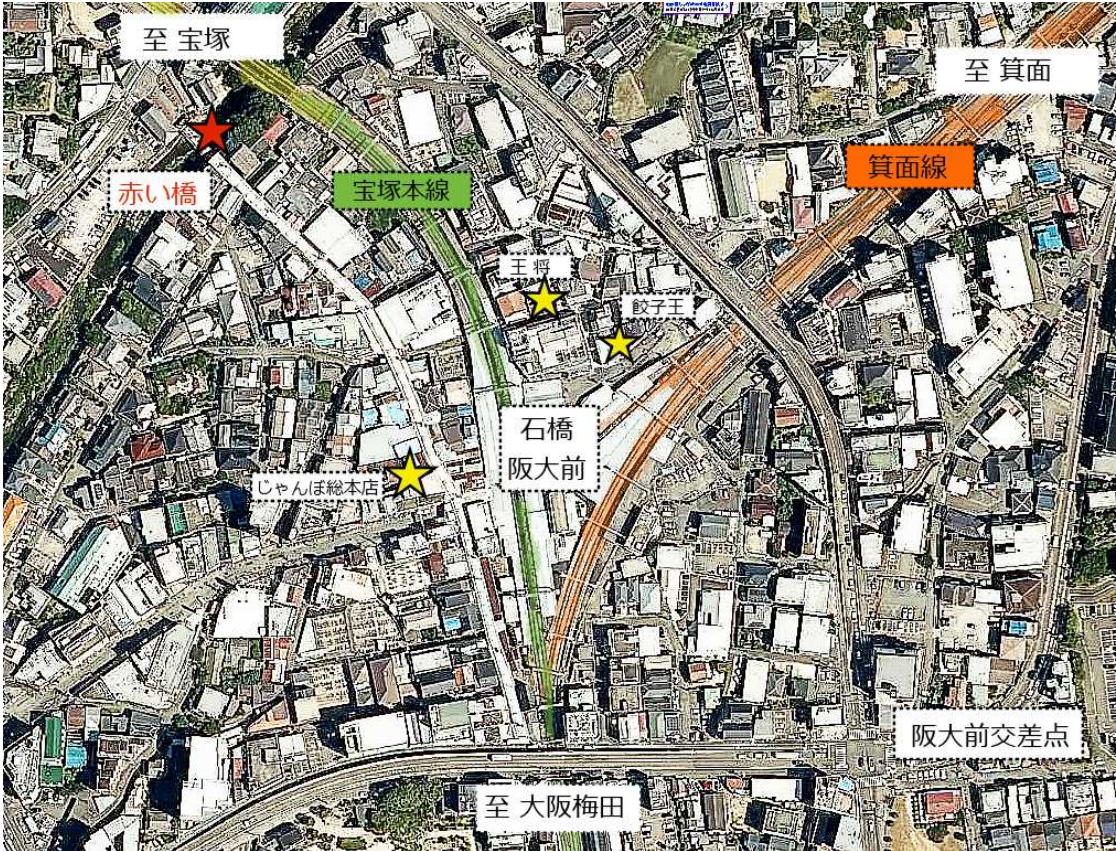 至 宝塚
至 箕面
箕面線
赤い橋
宝塚本線
王将
餃子王
石橋
阪大前
じゃんぼ総本店
阪大前交差点
至 大阪梅田